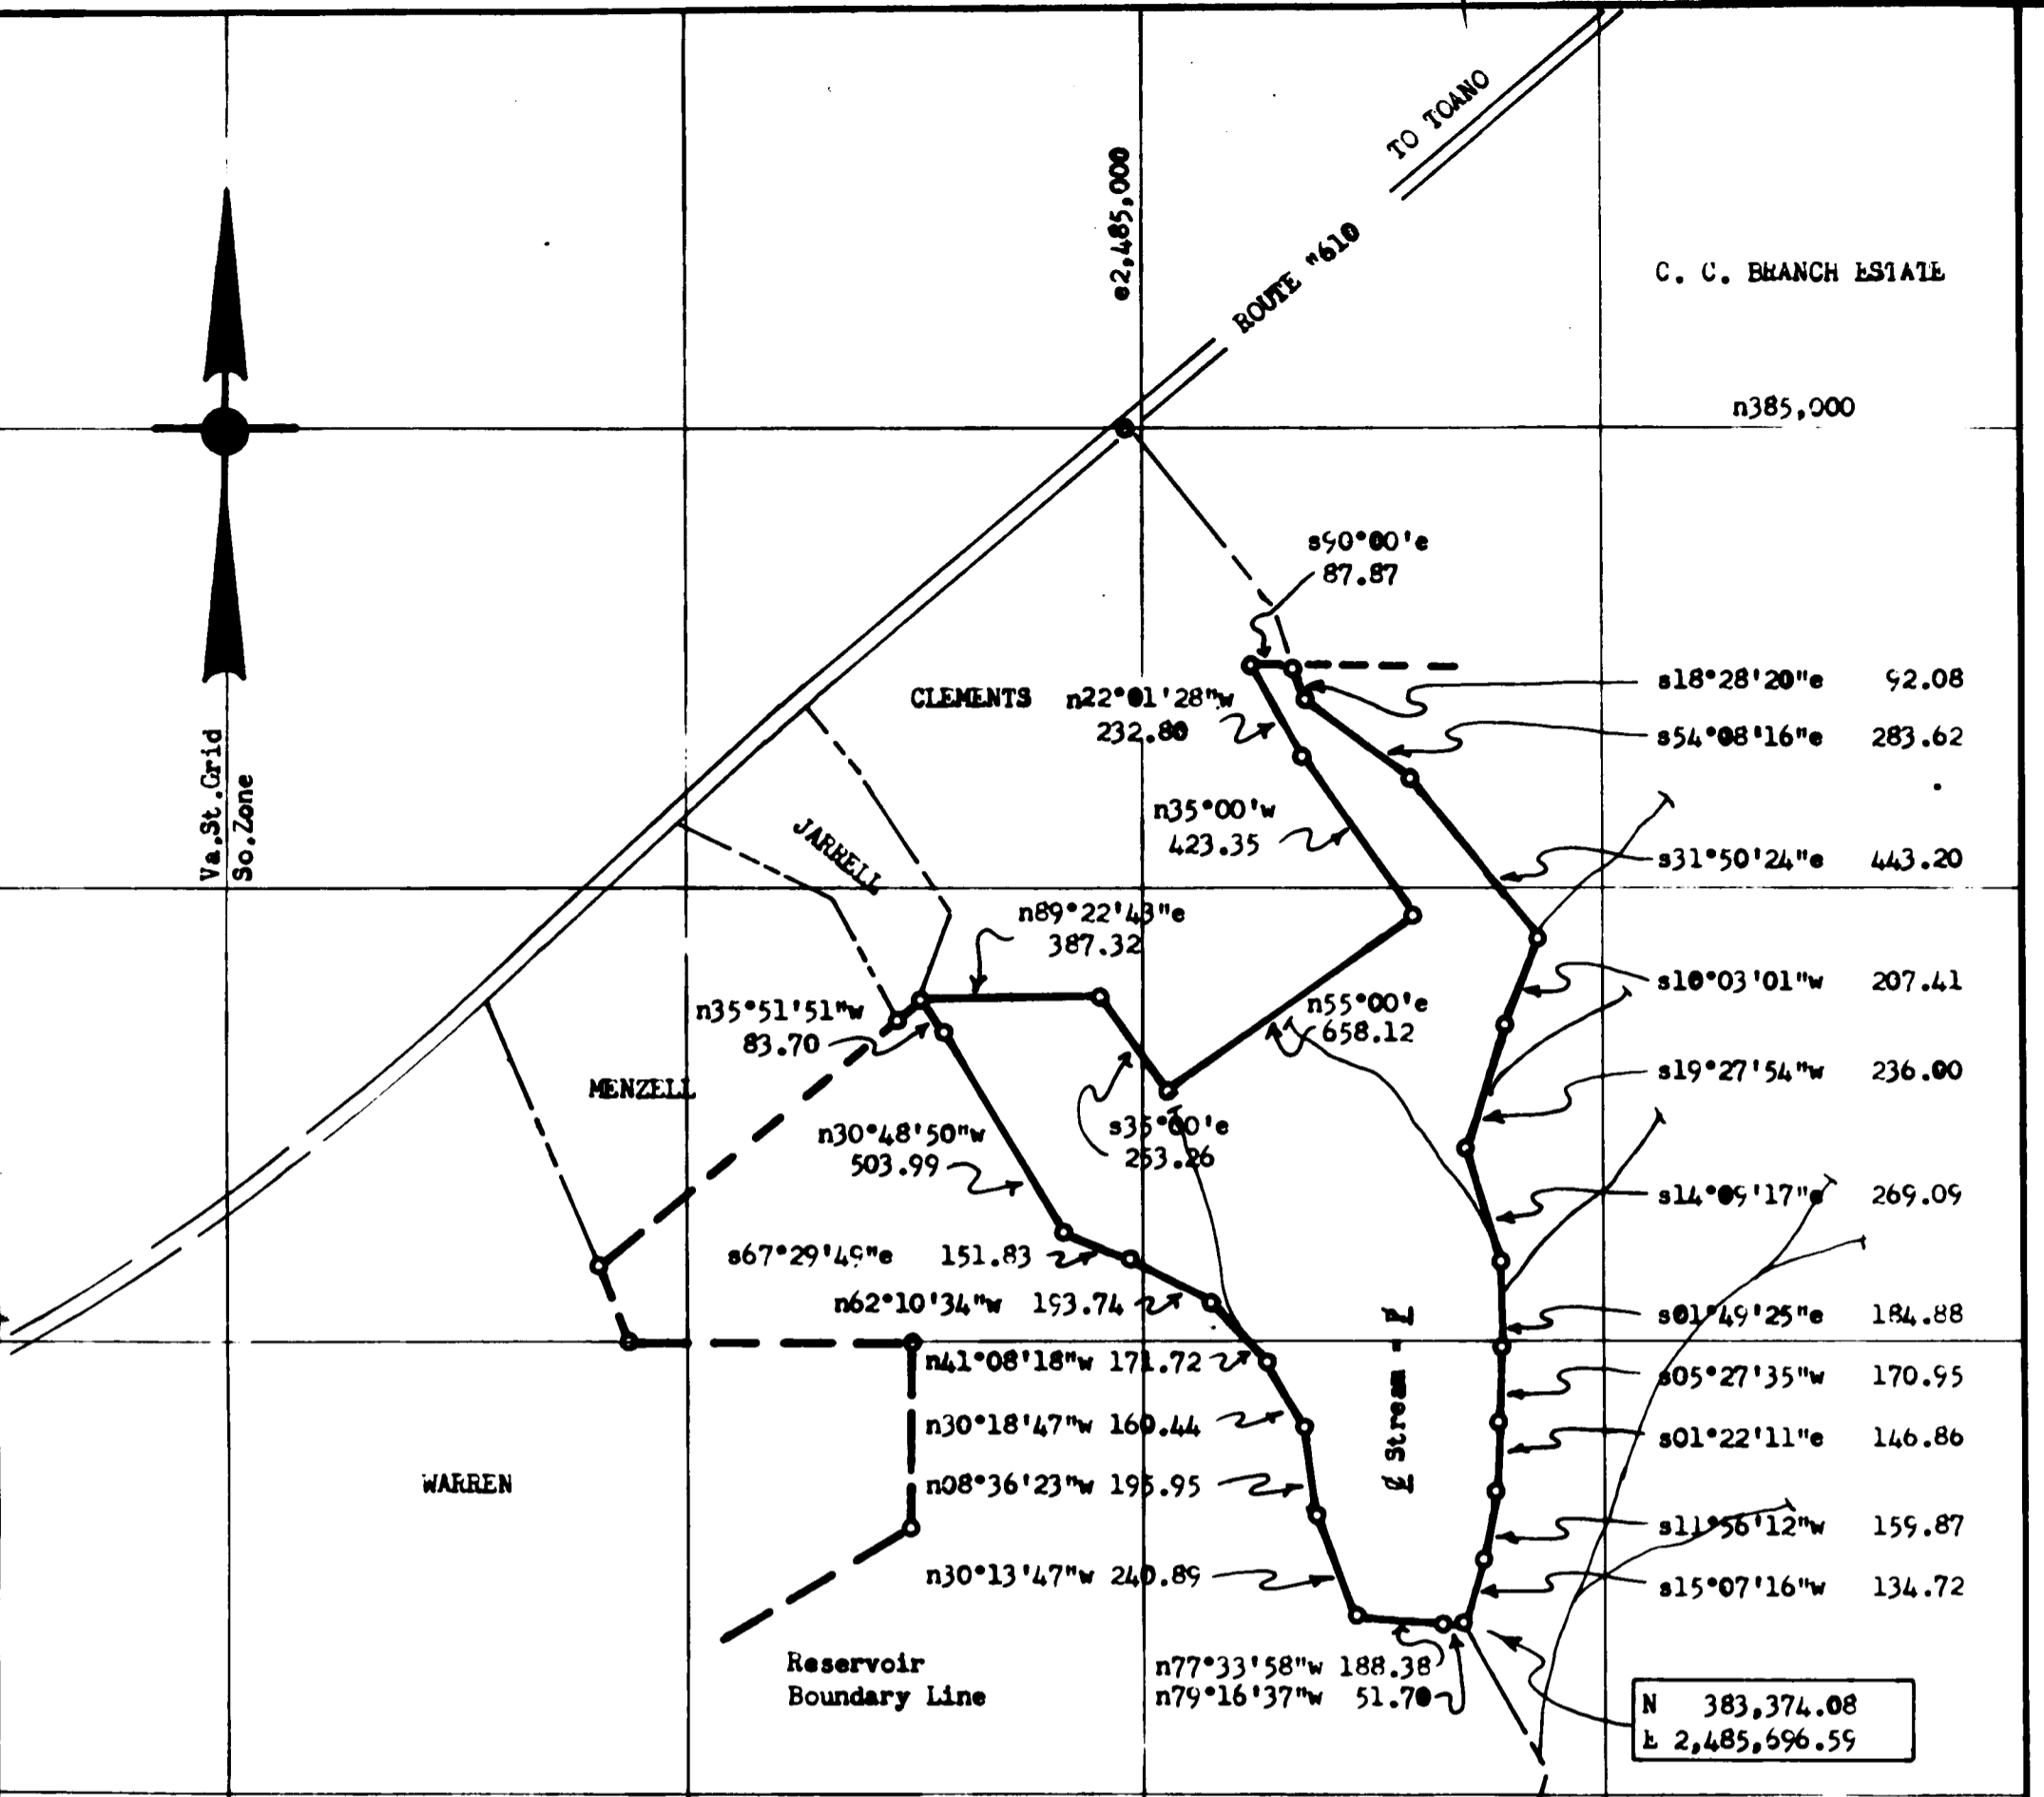 TO TOANO
e2,485,000
ROUTE "610
C. C. BRANCH ESTATE
n385,000
s90°00'e
87.87
CLEMENTS
n22°01'28"w
232.80
s18°28'20"e 92.08
s54°08'16"e 283.62
Va.St.Grid
So.Zone
n35°00'w
423.35
JARRELL
s31°50'24"e 443.20
n89°22'43"e
387.32
n35°51'51"w
83.70
n55°00'e
658.12
s10°03'01"w 207.41
MENZELL
s19°27'54"w 236.00
n30°48'50"w
503.99
s35°00'e
253.26
s14°09'17"e 269.09
s67°29'49"e 151.83
n62°10'34"w 193.74
s01°49'25"e 184.88
n41°08'18"w 171.72
s05°27'35"w 170.95
n30°18'47"w 160.44
s01°22'11"e 146.86
℄ Stream - F
WARREN
n08°36'23"w 195.95
s11°56'12"w 159.87
n30°13'47"w 240.89
s15°07'16"w 134.72
Reservoir
Boundary Line
n77°33'58"w 188.38
n79°16'37"w 51.70
N 383,374.08
E 2,485,696.59